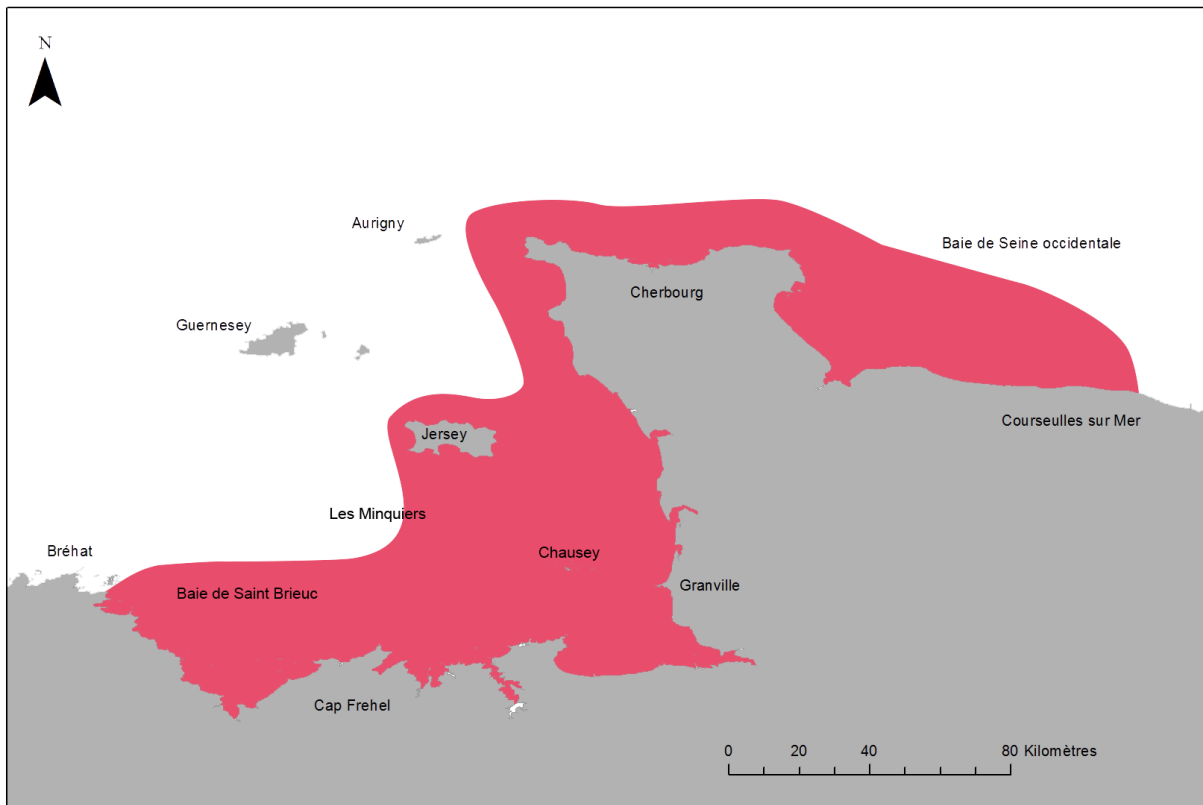 N
Aurigny
Baie de Seine occidentale
Cherbourg
Guernesey
Courseulles sur Mer
Jersey
Les Minquiers
Bréhat
Chausey
Granville
Baie de Saint Brieuc
Cap Frehel
0 20 40 80 Kilomètres